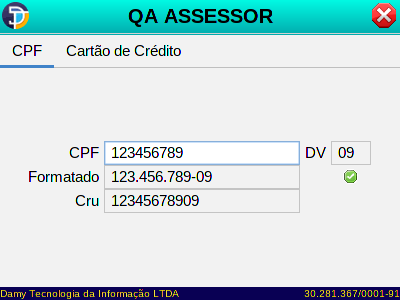 QA ASSESSOR
CPF Cartão de Crédito
CPF 123456789 DV 09
Formatado 123.456.789-09
Cru 12345678909
Damy Tecnologia da Informação LTDA 30.281.367/0001-91